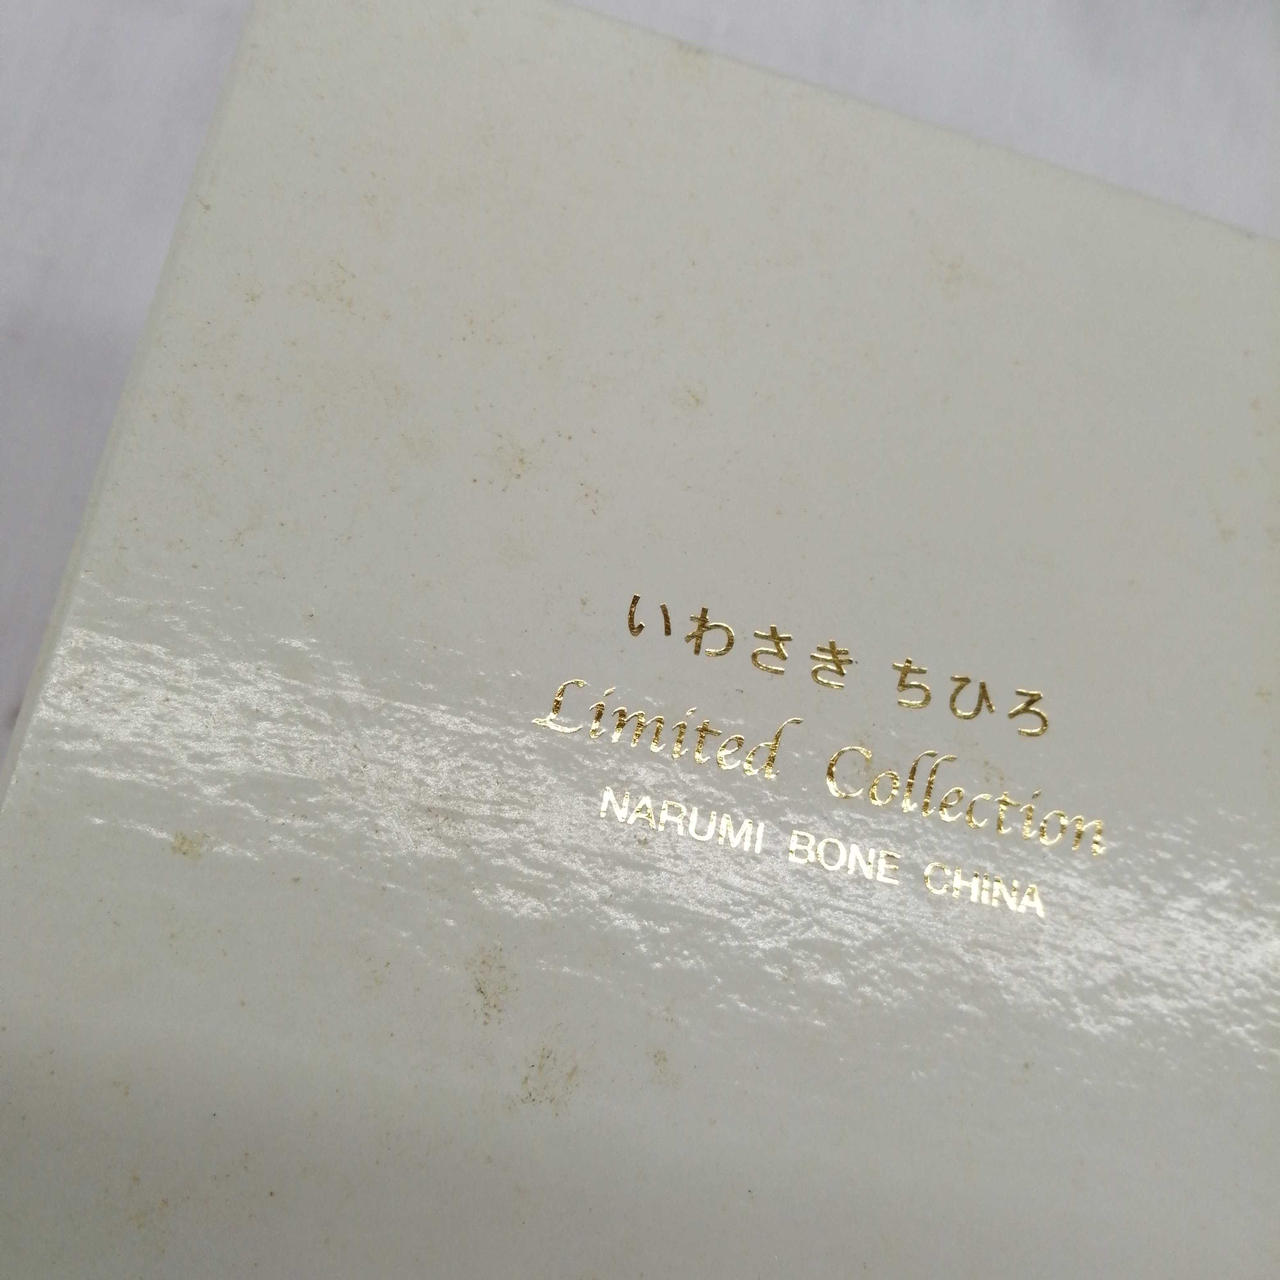 いわさき ちひろ
Limited Collection
NARUMI BONE CHINA